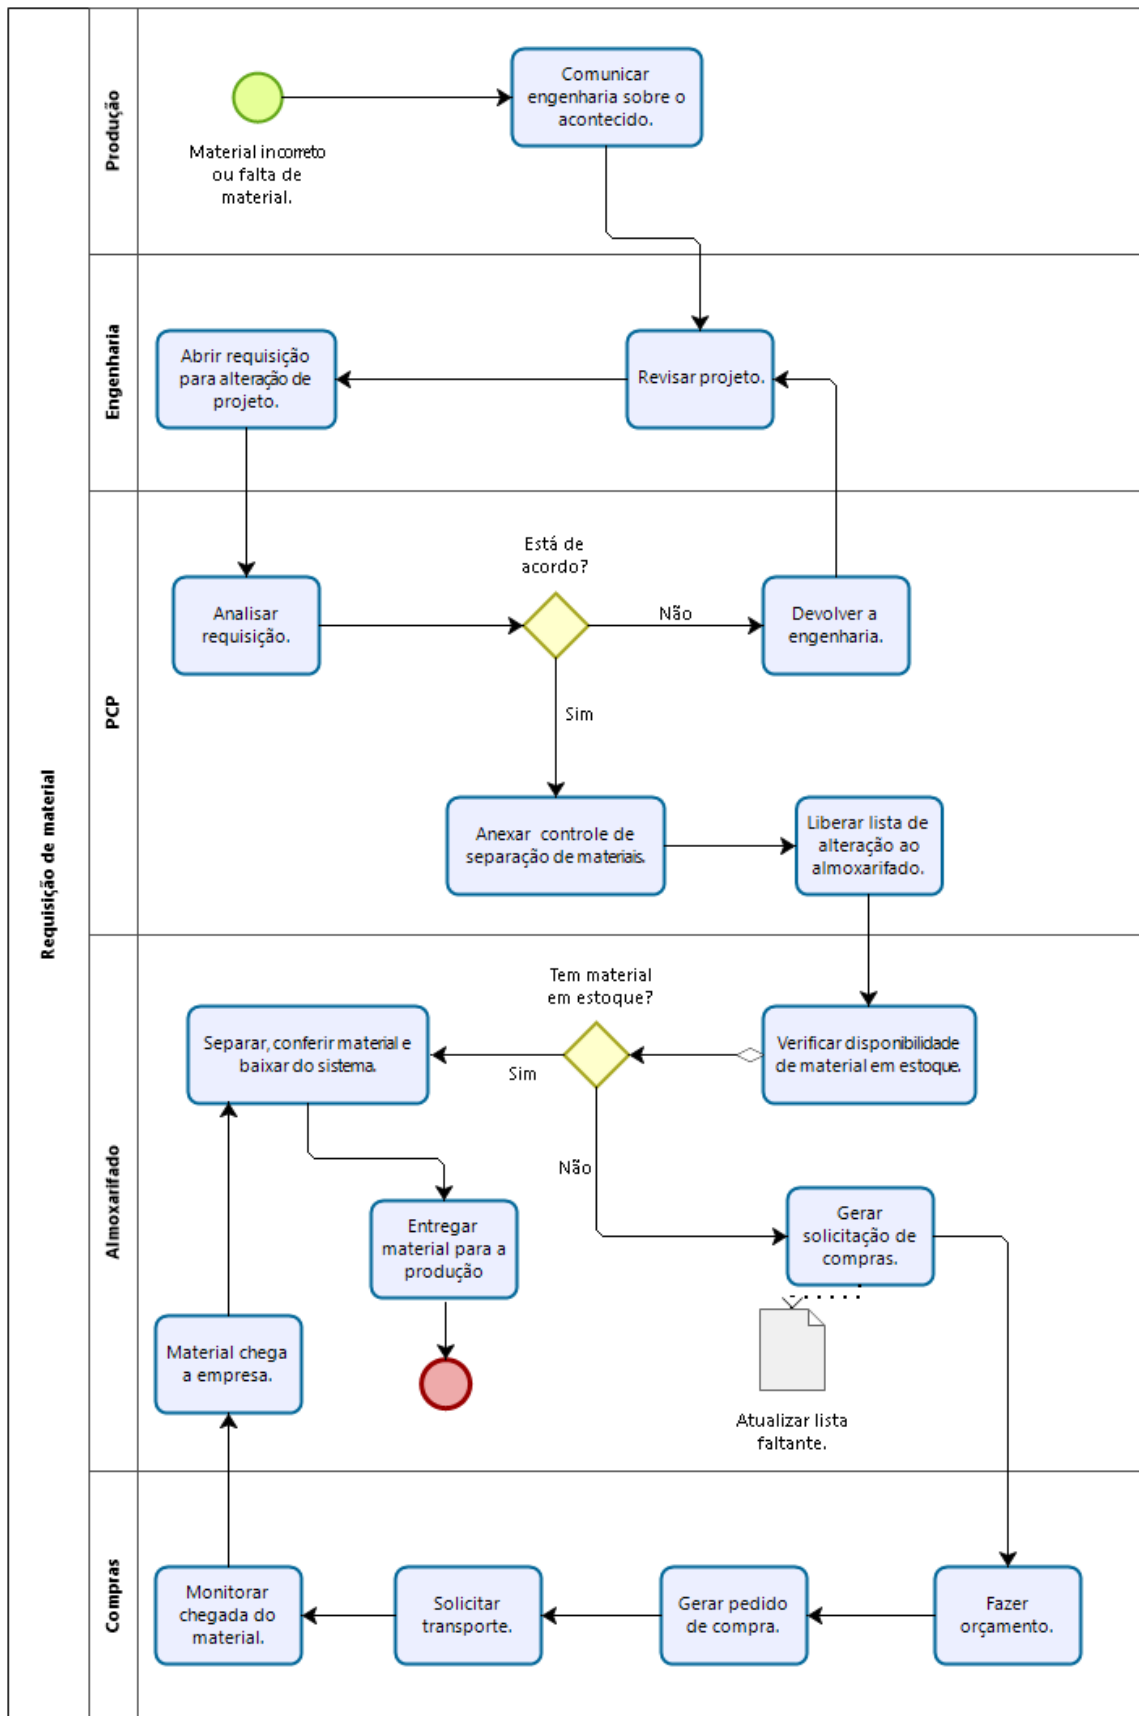 Requisição de material
Produção
Material incorreto
ou falta de
material.
Comunicar
engenharia sobre o
acontecido.
Engenharia
Abrir requisição
para alteração de
projeto.
Revisar projeto.
PCP
Analisar
requisição.
Está de
acordo?
Não
Devolver a
engenharia.
Sim
Anexar  controle de
separação de materiais.
Liberar lista de
alteração ao
almoxarifado.
Almoxarifado
Separar, conferir material e
baixar do sistema.
Sim
Tem material
em estoque?
Verificar disponibilidade
de material em estoque.
Não
Entregar
material para a
produção
Gerar
solicitação de
compras.
Material chega
a empresa.
Atualizar lista
faltante.
Compras
Monitorar
chegada do
material.
Solicitar
transporte.
Gerar pedido
de compra.
Fazer
orçamento.